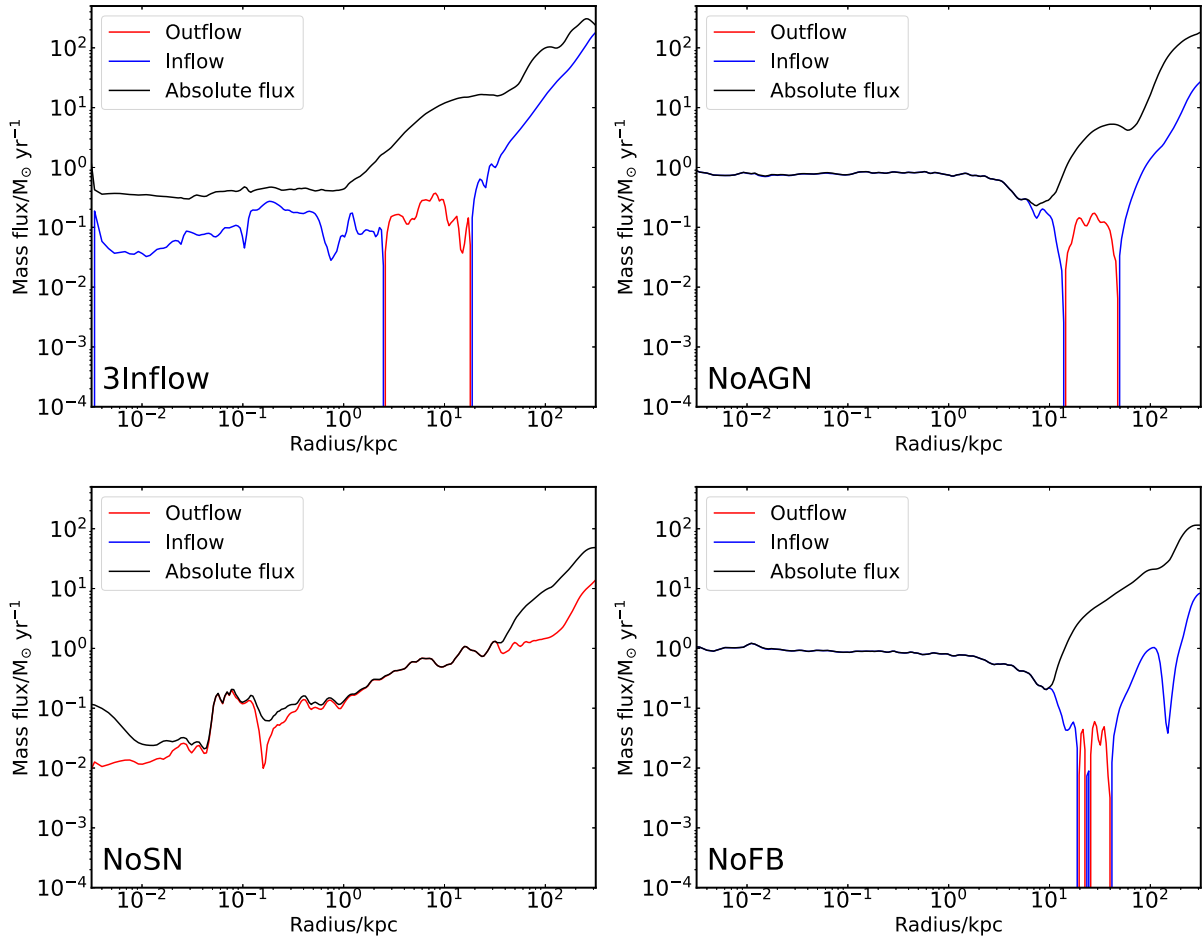 Mass flux/M⊙ yr⁻¹
10²
10¹
10⁰
10⁻¹
10⁻²
10⁻³
10⁻⁴
Outflow
Inflow
Absolute flux
3Inflow
10⁻² 10⁻¹ 10⁰ 10¹ 10²
Radius/kpc
Mass flux/M⊙ yr⁻¹
10²
10¹
10⁰
10⁻¹
10⁻²
10⁻³
10⁻⁴
Outflow
Inflow
Absolute flux
NoAGN
10⁻² 10⁻¹ 10⁰ 10¹ 10²
Radius/kpc
Mass flux/M⊙ yr⁻¹
10²
10¹
10⁰
10⁻¹
10⁻²
10⁻³
10⁻⁴
Outflow
Inflow
Absolute flux
NoSN
10⁻² 10⁻¹ 10⁰ 10¹ 10²
Radius/kpc
Mass flux/M⊙ yr⁻¹
10²
10¹
10⁰
10⁻¹
10⁻²
10⁻³
10⁻⁴
Outflow
Inflow
Absolute flux
NoFB
10⁻² 10⁻¹ 10⁰ 10¹ 10²
Radius/kpc